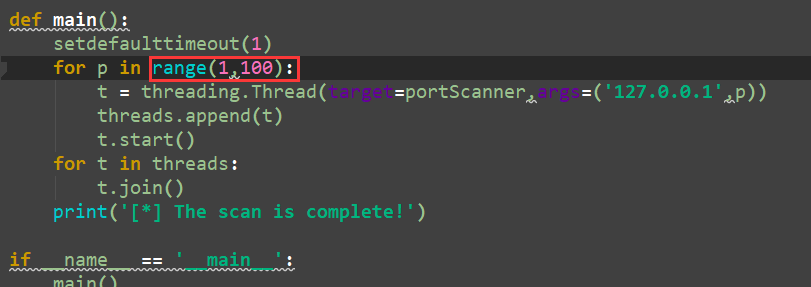 def main():
    setdefaulttimeout(1)
    for p in range(1,100):
        t = threading.Thread(target=portScanner,args=('127.0.0.1',p))
        threads.append(t)
        t.start()
    for t in threads:
        t.join()
    print('[*] The scan is complete!')
if __name__ == '__main__':
    main()